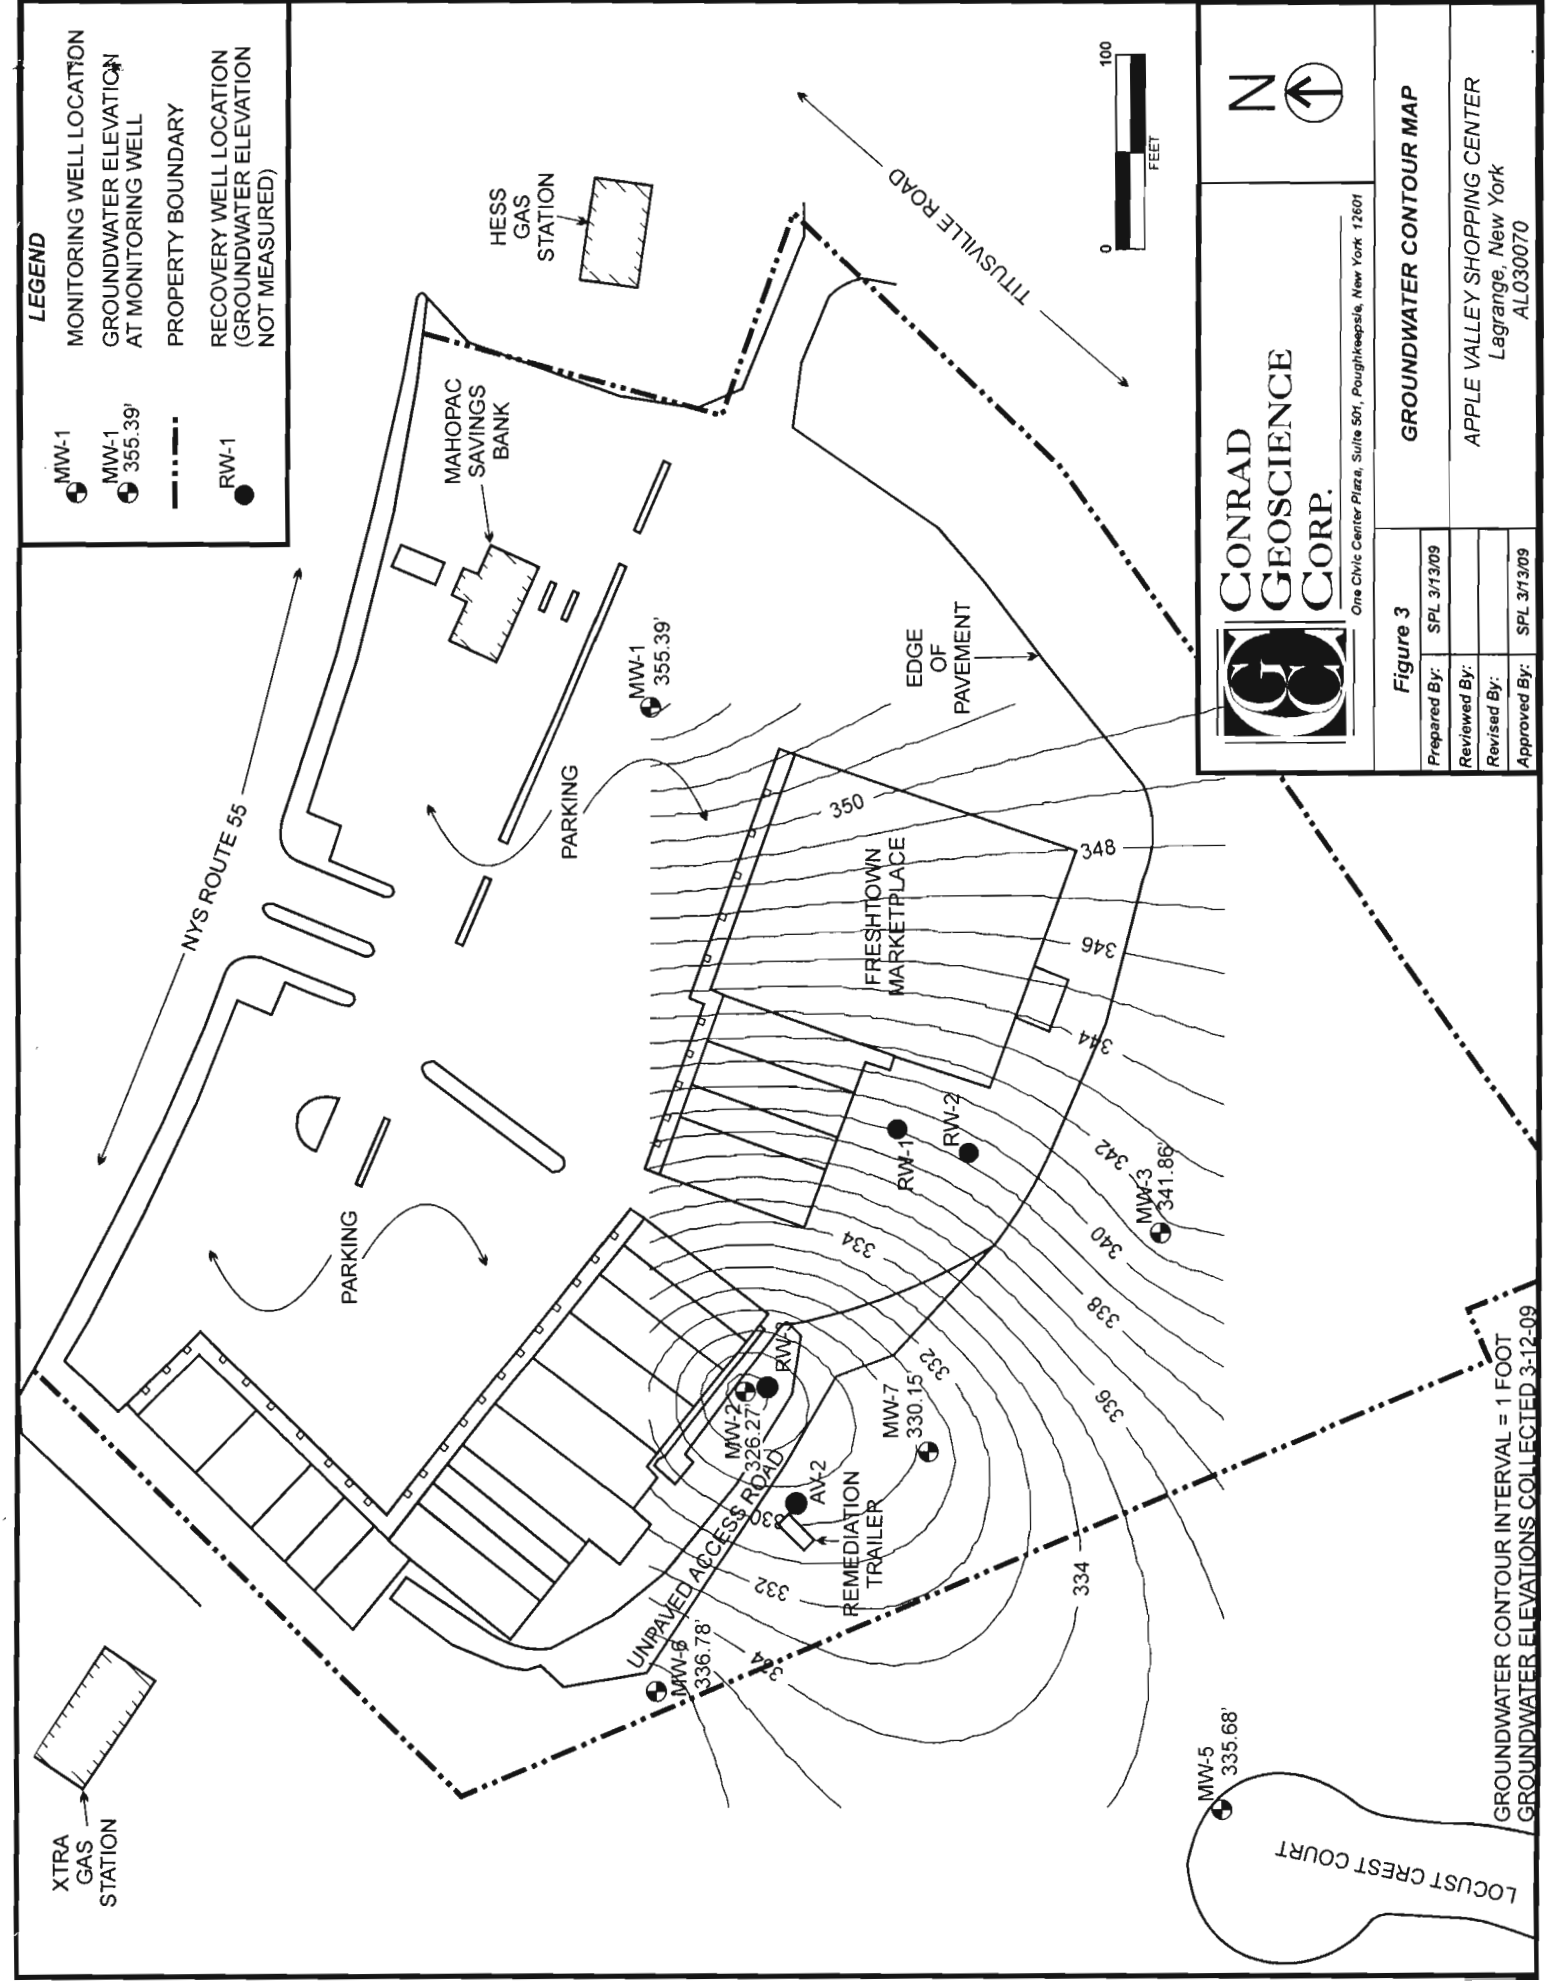 LEGEND
MW-1
MONITORING WELL LOCATION
MW-1
355.39'
GROUNDWATER ELEVATION
AT MONITORING WELL
PROPERTY BOUNDARY
RW-1
RECOVERY WELL LOCATION
(GROUNDWATER ELEVATION
NOT MEASURED)
XTRA
GAS
STATION
NYS ROUTE 55
PARKING
PARKING
MAHOPAC
SAVINGS
BANK
HESS
GAS
STATION
TITUSVILLE ROAD
MW-1
355.39'
EDGE
OF
PAVEMENT
FRESHTOWN
MARKETPLACE
350
348
346
344
342
340
338
336
334
332
334
332
334
RW-1
RW-2
MW-3
341.86'
MW-2
326.27'
MW-7
330.15'
AV-2
REMEDIATION
TRAILER
UNPAVED ACCESS ROAD
MW-6
336.78'
MW-5
335.68'
LOCUST CREST COURT
GROUNDWATER CONTOUR INTERVAL = 1 FOOT
GROUNDWATER ELEVATIONS COLLECTED 3-12-09
0
100
FEET
N
GC
CONRAD
GEOSCIENCE
CORP.
One Civic Center Plaza, Suite 501, Poughkeepsie, New York 12601
Figure 3
GROUNDWATER CONTOUR MAP
Prepared By: SPL 3/13/09
Reviewed By:
Revised By:
Approved By: SPL 3/13/09
APPLE VALLEY SHOPPING CENTER
Lagrange, New York
AL030070